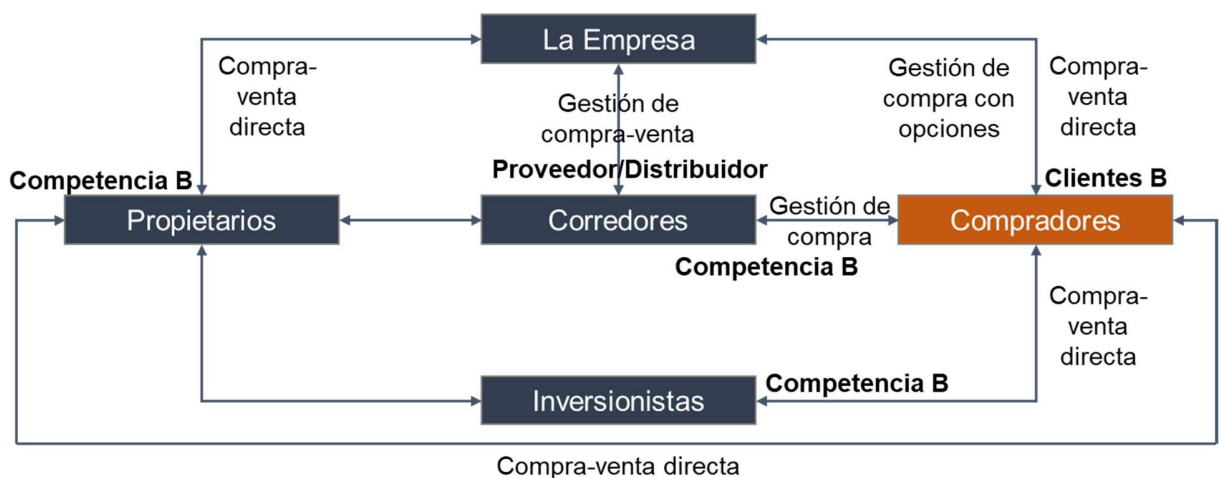 La Empresa
Compra-
venta
directa
Gestión de
compra-venta
Gestión de
compra con
opciones
Compra-
venta
directa
Competencia B
Proveedor/Distribuidor
Clientes B
Propietarios
Corredores
Gestión de
compra
Compradores
Competencia B
Compra-
venta
directa
Competencia B
Inversionistas
Compra-venta directa